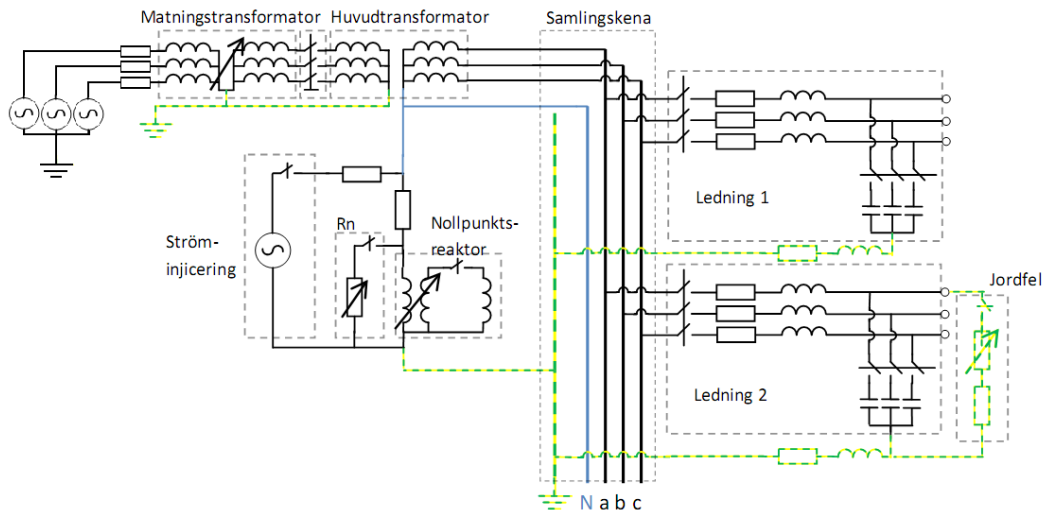 Matningstransformator
Huvudtransformator
Samlingskena
Ledning 1
Ström-
injicering
Rn
Nollpunkts-
reaktor
Jordfel
Ledning 2
N a b c